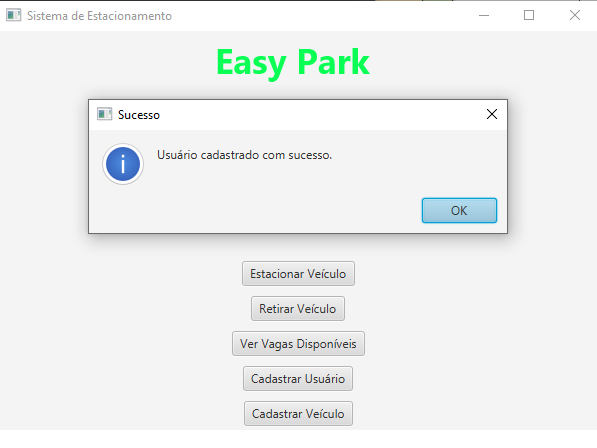 Sistema de Estacionamento
Easy Park
Sucesso
i
Usuário cadastrado com sucesso.
OK
Estacionar Veículo
Retirar Veículo
Ver Vagas Disponíveis
Cadastrar Usuário
Cadastrar Veículo